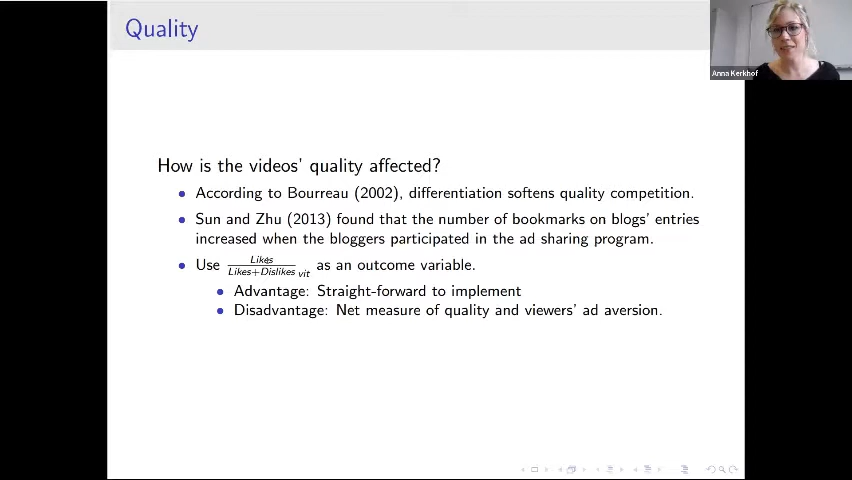 Quality
Anna Kerkhof
How is the videos' quality affected?
• According to Bourreau (2002), differentiation softens quality competition.
• Sun and Zhu (2013) found that the number of bookmarks on blogs' entries
increased when the bloggers participated in the ad sharing program.
• Use Likes / Likes+Dislikes vit as an outcome variable.
• Advantage: Straight-forward to implement
• Disadvantage: Net measure of quality and viewers' ad aversion.